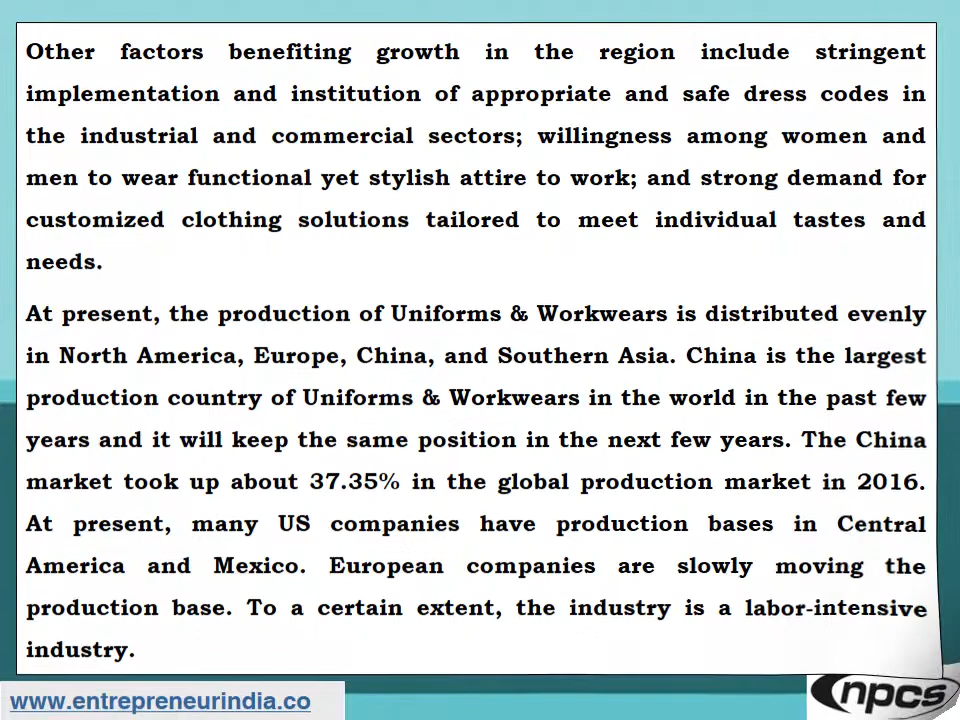 Other factors benefiting growth in the region include stringent
implementation and institution of appropriate and safe dress codes in
the industrial and commercial sectors; willingness among women and
men to wear functional yet stylish attire to work; and strong demand for
customized clothing solutions tailored to meet individual tastes and
needs.
At present, the production of Uniforms & Workwears is distributed evenly
in North America, Europe, China, and Southern Asia. China is the largest
production country of Uniforms & Workwears in the world in the past few
years and it will keep the same position in the next few years. The China
market took up about 37.35% in the global production market in 2016.
At present, many US companies have production bases in Central
America and Mexico. European companies are slowly moving the
production base. To a certain extent, the industry is a labor-intensive
industry.
www.entrepreneurindia.co
npcs